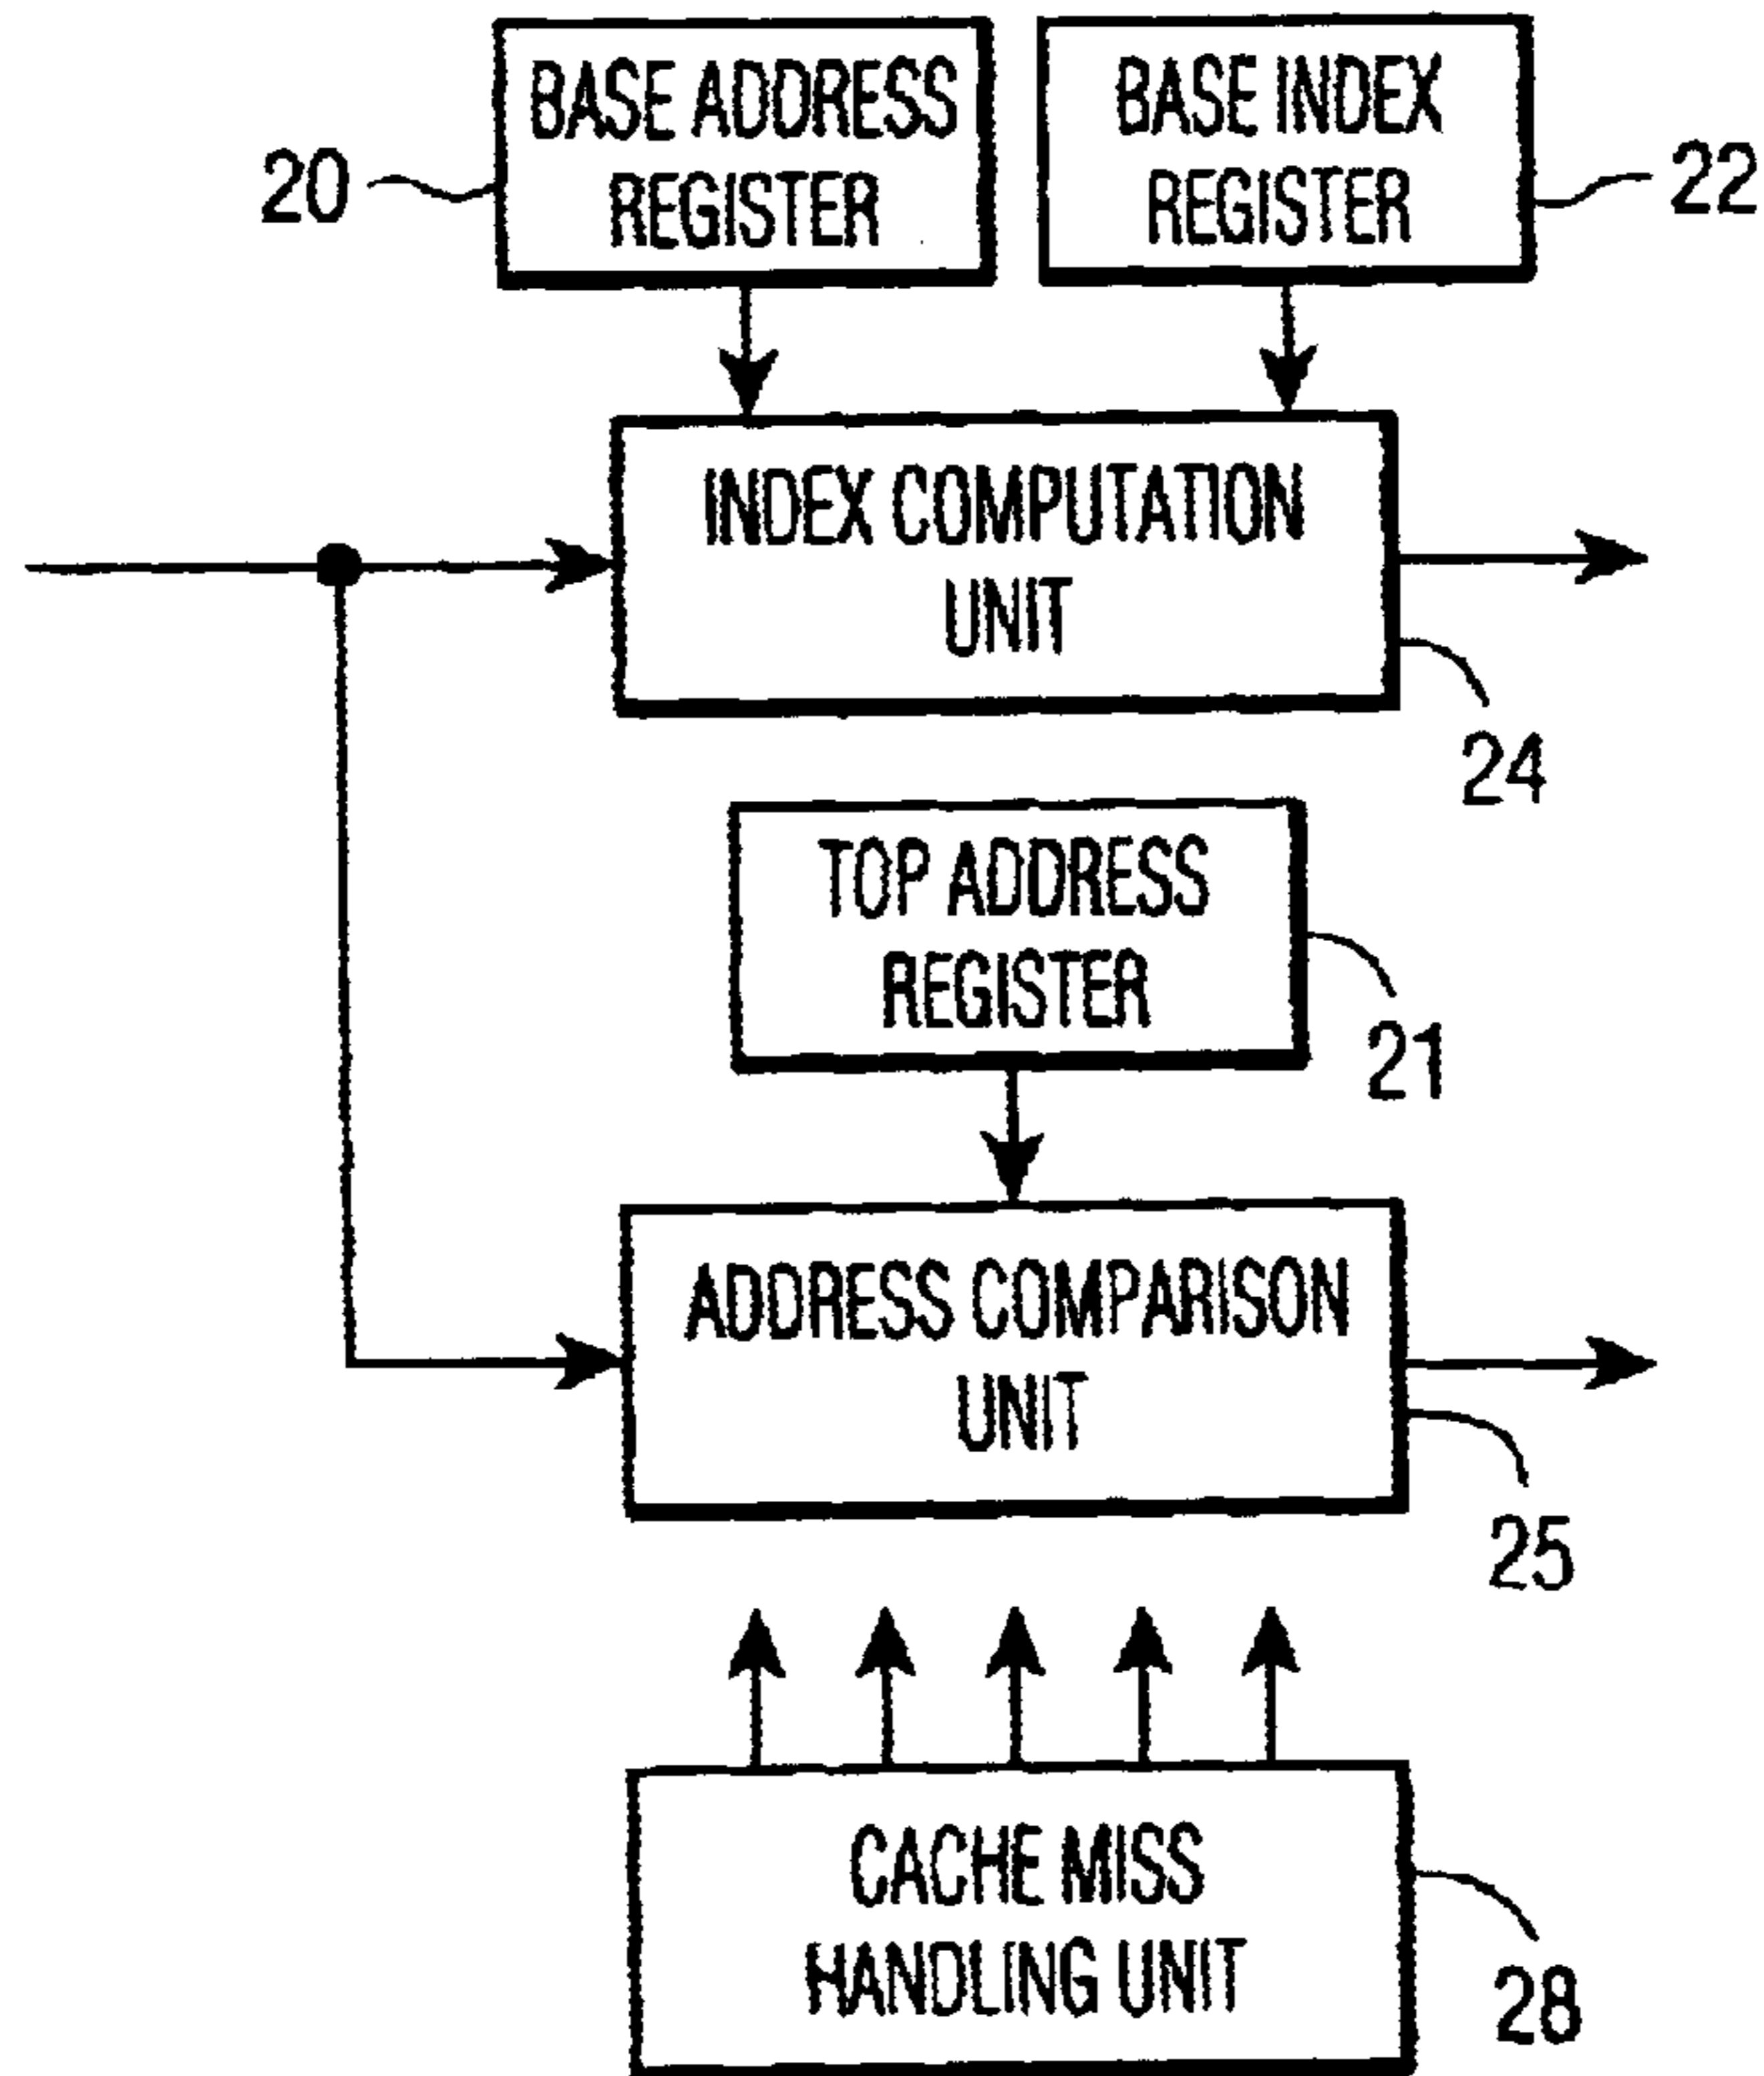 BASE ADDRESS
REGISTER
20
BASE INDEX
REGISTER
22
INDEX COMPUTATION
UNIT
24
TOP ADDRESS
REGISTER
21
ADDRESS COMPARISON
UNIT
25
CACHE MISS
HANDLING UNIT
28